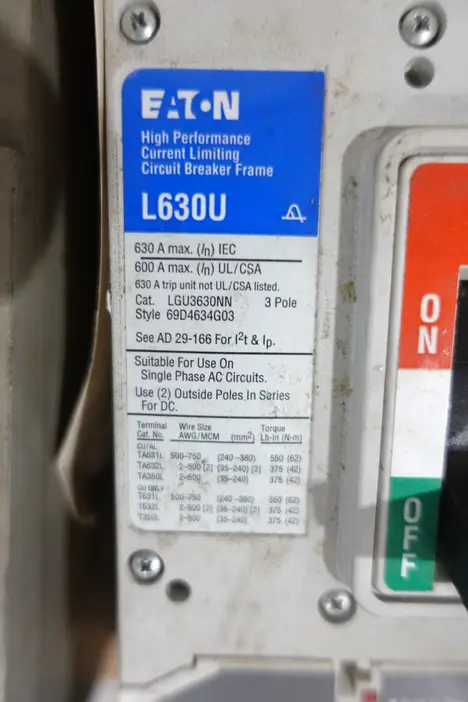 EATON
High Performance
Current Limiting
Circuit Breaker Frame
L630U
630 A max. (In) IEC
600 A max. (In) UL/CSA
630 A trip unit not UL/CSA listed.
Cat. LGU3630NN 3 Pole
Style 69D4634G03
See AD 29-166 For I²t & Ip.
Suitable For Use On
Single Phase AC Circuits.
Use (2) Outside Poles In Series
For DC.
Terminal Wire Size Torque
Cat. No. AWG/MCM (mm²) Lb-in (N-m)
CU/AL
TA631L 500-750 (240-380) 550 (62)
TA632L 2-500 [2] (35-240) [2] 375 (42)
TA350L 2-500 (35-240) 375 (42)
CU ONLY
T631L 500-750 (240-380) 550 (62)
T632L 2-500 [2] (35-240) [2] 375 (42)
T350L 2-500 (35-240) 375 (42)
ON
OFF